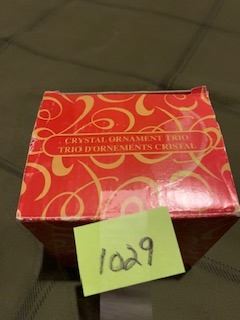 CRYSTAL ORNAMENT TRIO
TRIO D'ORNEMENTS CRISTAL
1029